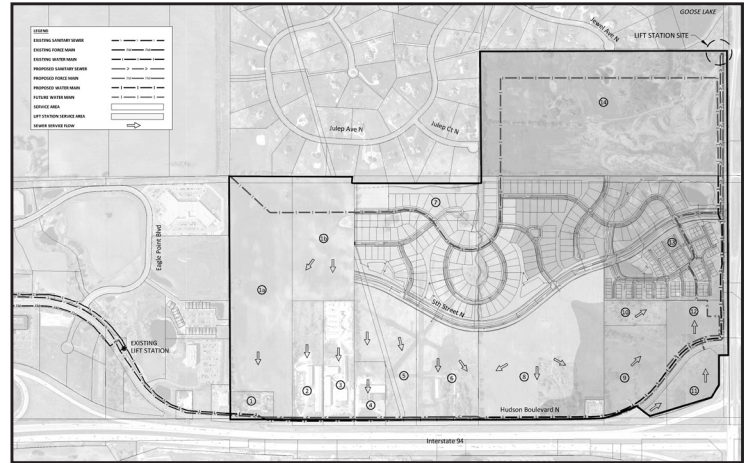 GOOSE LAKE
LIFT STATION SITE
Jewel Ave N
LEGEND
EXISTING SANITARY SEWER
EXISTING FORCE MAIN
EXISTING WATER MAIN
PROPOSED SANITARY SEWER
PROPOSED FORCE MAIN
PROPOSED WATER MAIN
FUTURE WATER MAIN
SERVICE AREA
LIFT STATION SERVICE AREA
SEWER SERVICE FLOW
14
Julep Ave N
Julep Ct N
7
Eagle Point Blvd
1b
13
1a
5th Street N
10
12
EXISTING
LIFT STATION
1
2
3
4
5
6
8
9
11
Hudson Boulevard N
Interstate 94